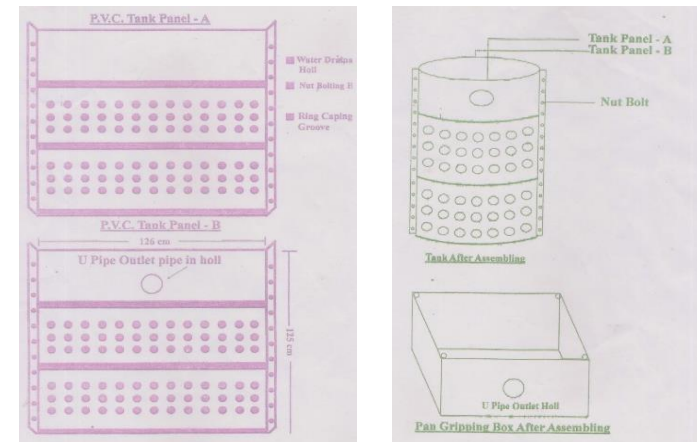 P.V.C. Tank Panel - A
Water Draina
Holl
Nut Bolting B
Ring Caping
Groove
P.V.C. Tank Panel - B
126 cm
U Pipe Outlet pipe in holl
125 cm
Tank Panel - A
Tank Panel - B
Nut Bolt
Tank After Assembling
U Pipe Outlet Holl
Pan Gripping Box After Assembling